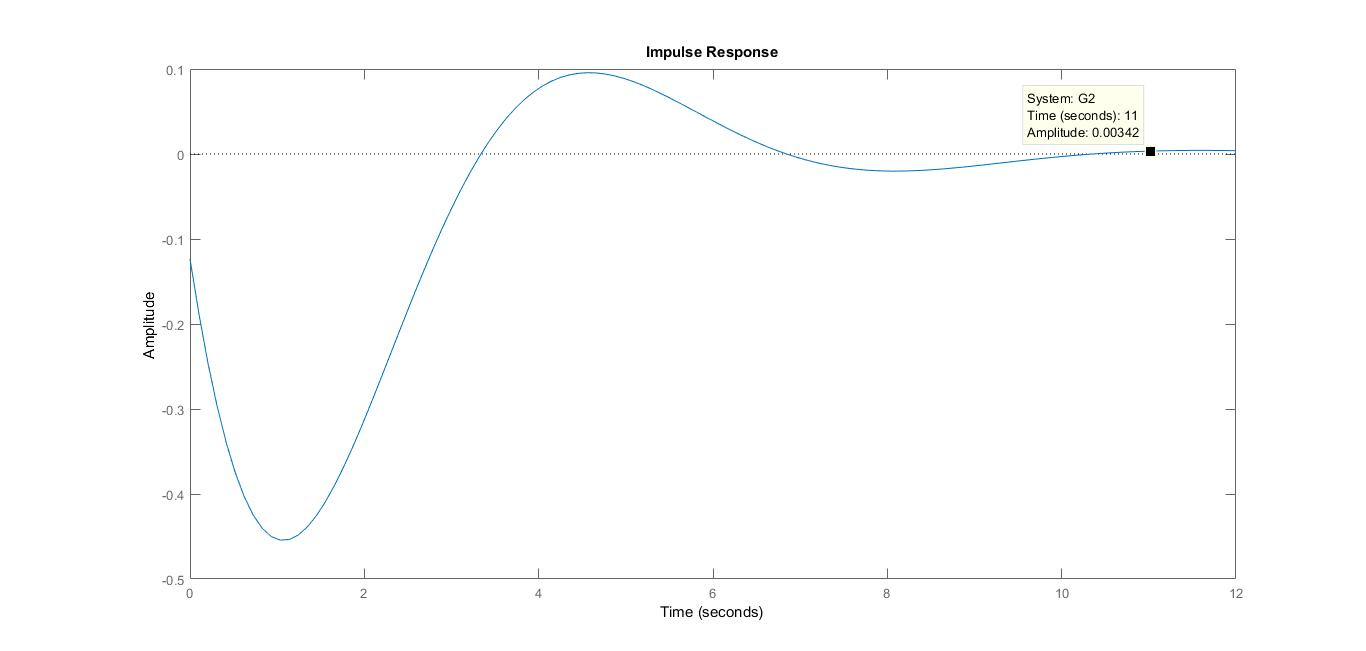 Impulse Response
0.1
0
-0.1
-0.2
-0.3
-0.4
-0.5
Amplitude
System: G2
Time (seconds): 11
Amplitude: 0.00342
0
2
4
6
8
10
12
Time (seconds)